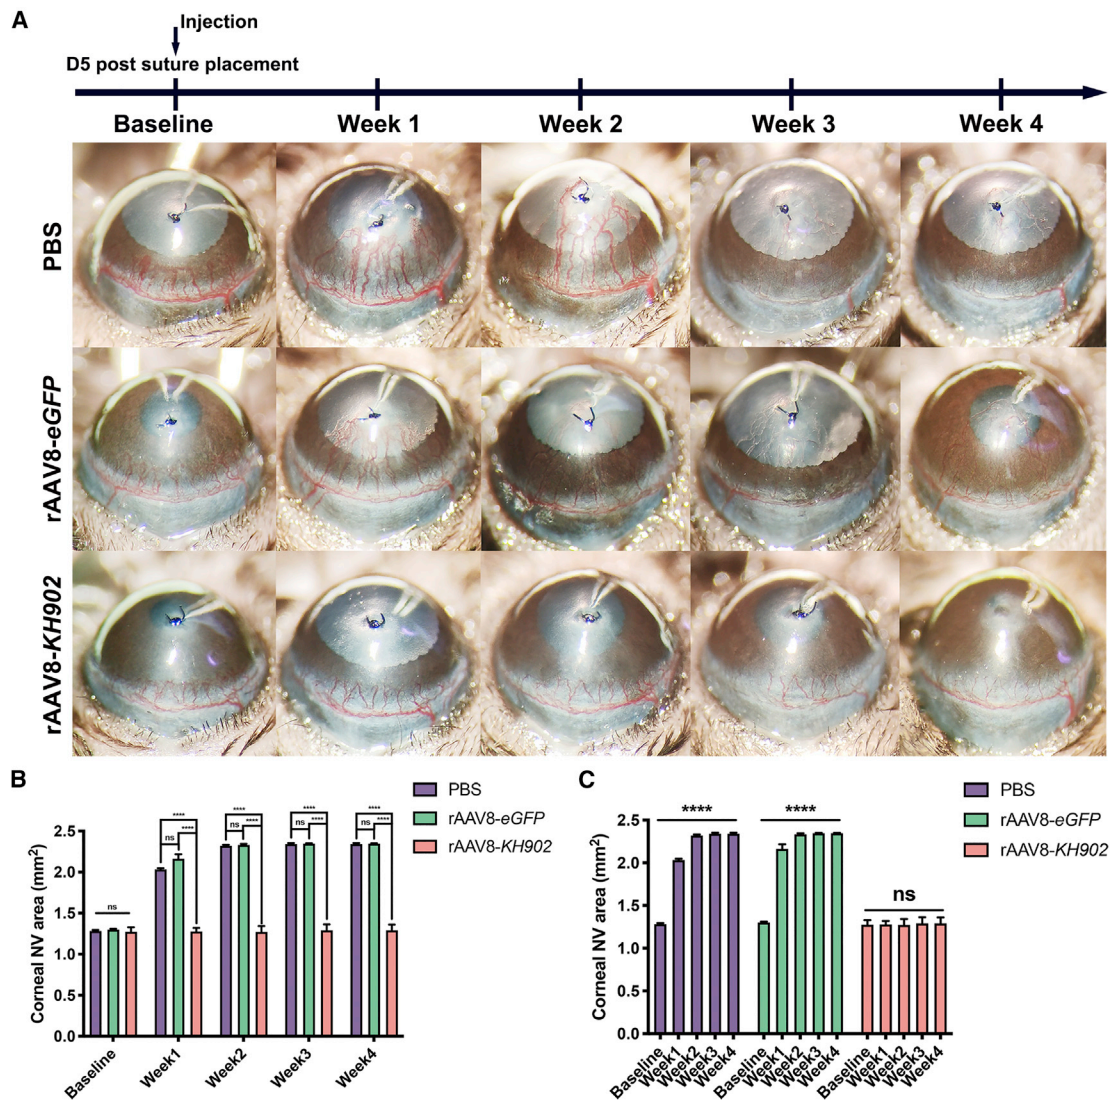 A
Injection
D5 post suture placement
Baseline Week 1 Week 2 Week 3 Week 4
PBS
rAAV8-eGFP
rAAV8-KH902
B
PBS
rAAV8-eGFP
rAAV8-KH902
Corneal NV area (mm²)
2.5
2.0
1.5
1.0
0.5
0.0
ns
**** ns ****
**** ns ****
**** ns ****
**** ns ****
Baseline Week1 Week2 Week3 Week4
C
PBS
rAAV8-eGFP
rAAV8-KH902
Corneal NV area (mm²)
2.5
2.0
1.5
1.0
0.5
0.0
**** **** ns
Baseline Week1 Week2 Week3 Week4 Baseline Week1 Week2 Week3 Week4 Baseline Week1 Week2 Week3 Week4